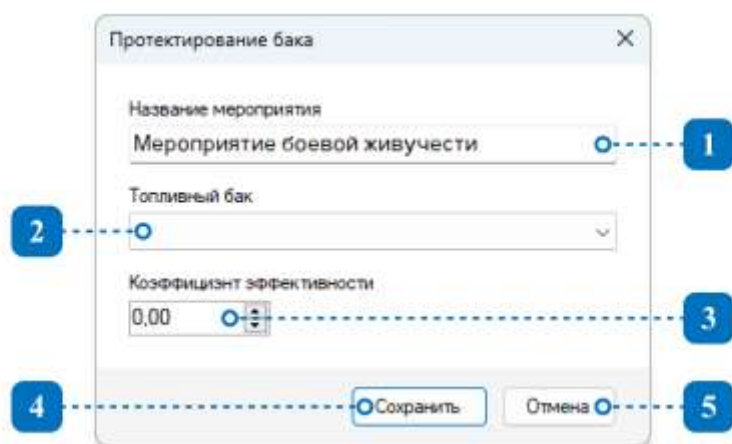 Протектирование бака
Название мероприятия
Мероприятие боевой живучести
1
Топливный бак
2
Коэффициэнт эффективности
0,00
3
4
Сохранить
Отмена
5